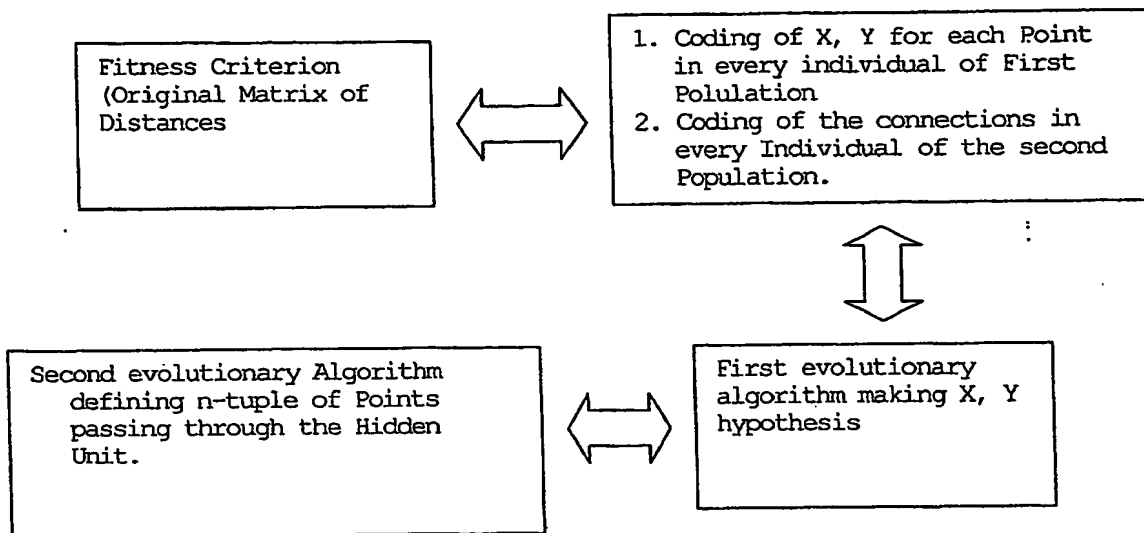 Fitness Criterion
(Original Matrix of
Distances
1. Coding of X, Y for each Point
in every individual of First
Polulation
2. Coding of the connections in
every Individual of the second
Population.
Second evolutionary Algorithm
defining n-tuple of Points
passing through the Hidden
Unit.
First evolutionary
algorithm making X, Y
hypothesis